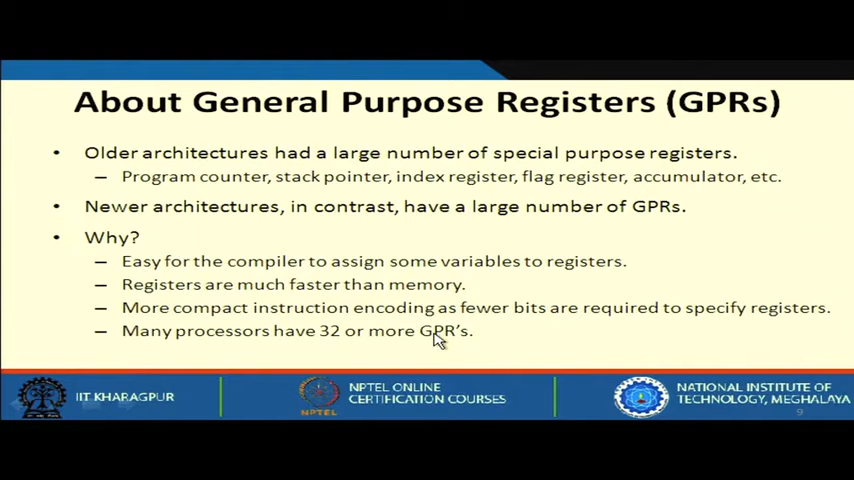 About General Purpose Registers (GPRs)
• Older architectures had a large number of special purpose registers.
– Program counter, stack pointer, index register, flag register, accumulator, etc.
• Newer architectures, in contrast, have a large number of GPRs.
• Why?
– Easy for the compiler to assign some variables to registers.
– Registers are much faster than memory.
– More compact instruction encoding as fewer bits are required to specify registers.
– Many processors have 32 or more GPR's.
IIT KHARAGPUR
NPTEL
NPTEL ONLINE
CERTIFICATION COURSES
NATIONAL INSTITUTE OF
TECHNOLOGY, MEGHALAYA
9